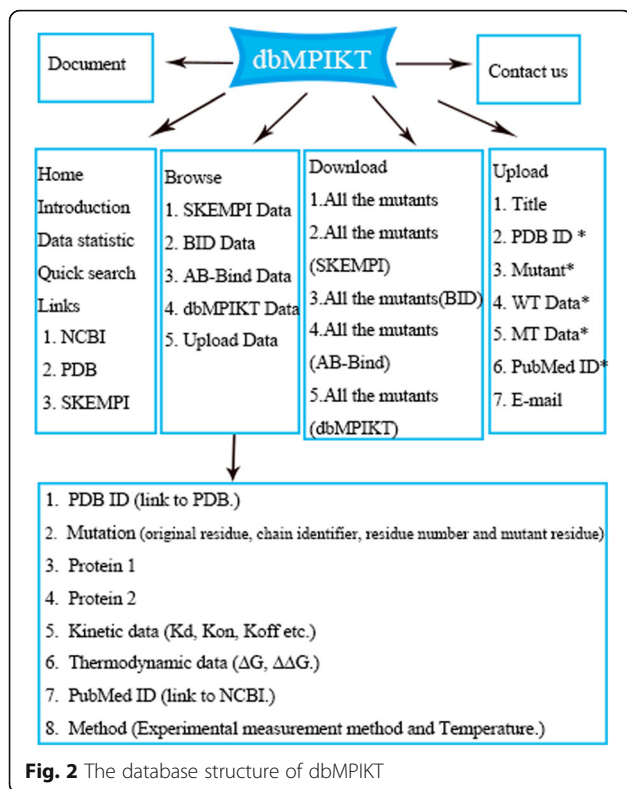 dbMPIKT
Document
Contact us
Home
Introduction
Data statistic
Quick search
Links
1. NCBI
2. PDB
3. SKEMPI
Browse
1. SKEMPI Data
2. BID Data
3. AB-Bind Data
4. dbMPIKT Data
5. Upload Data
Download
1.All the mutants
2.All the mutants
(SKEMPI)
3.All the mutants(BID)
4.All the mutants
(AB-Bind)
5.All the mutants
(dbMPIKT)
Upload
1. Title
2. PDB ID *
3. Mutant*
4. WT Data*
5. MT Data*
6. PubMed ID*
7. E-mail
1. PDB ID (link to PDB.)
2. Mutation (original residue, chain identifier, residue number and mutant residue)
3. Protein 1
4. Protein 2
5. Kinetic data (Kd, Kon, Koff etc.)
6. Thermodynamic data (ΔG, ΔΔG.)
7. PubMed ID (link to NCBI.)
8. Method (Experimental measurement method and Temperature.)
Fig. 2 The database structure of dbMPIKT